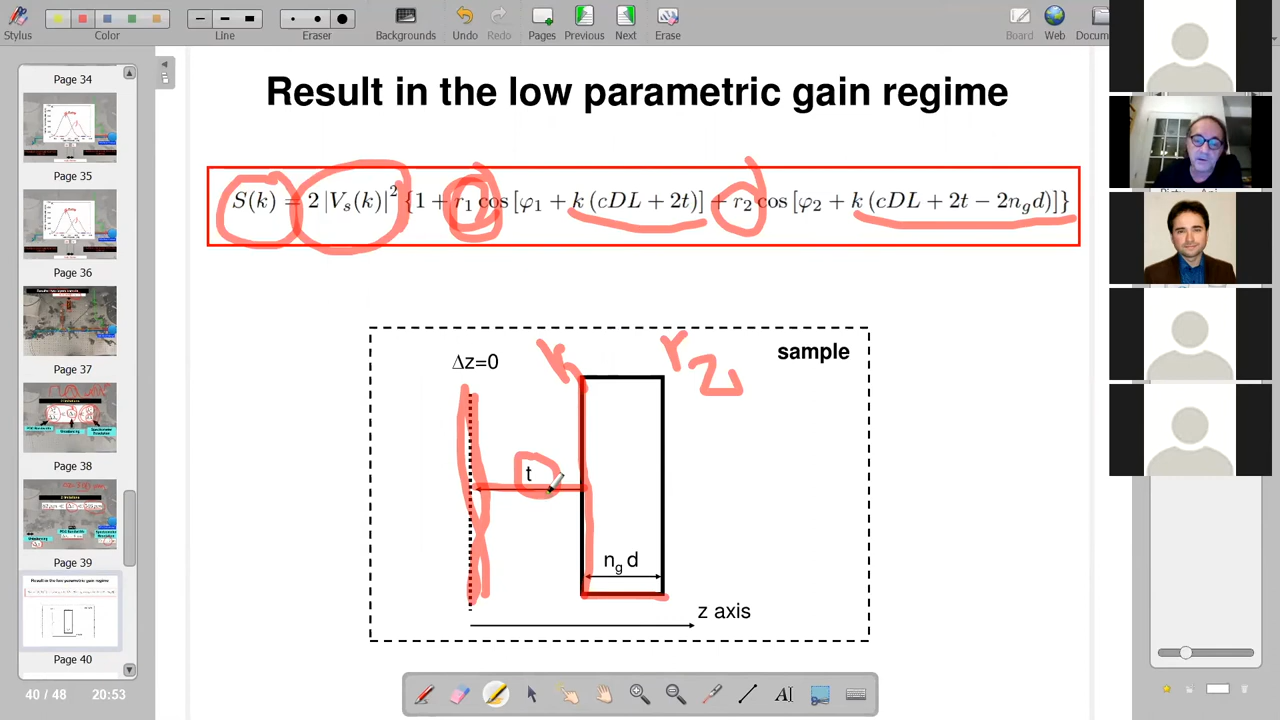 Stylus
Color
Line
Eraser
Backgrounds
Undo
Redo
Pages
Previous
Next
Erase
Board
Web
Page 34
Page 35
Page 36
Page 37
Page 38
Page 39
Page 40
40 / 48
20:53
Result in the low parametric gain regime
S(k) = 2 |V_s(k)|^2 {1 + r_1 cos [φ_1 + k (cDL + 2t)] + r_2 cos [φ_2 + k (cDL + 2t − 2n_g d)]}
sample
Δz=0
r_2
t
n_g d
z axis